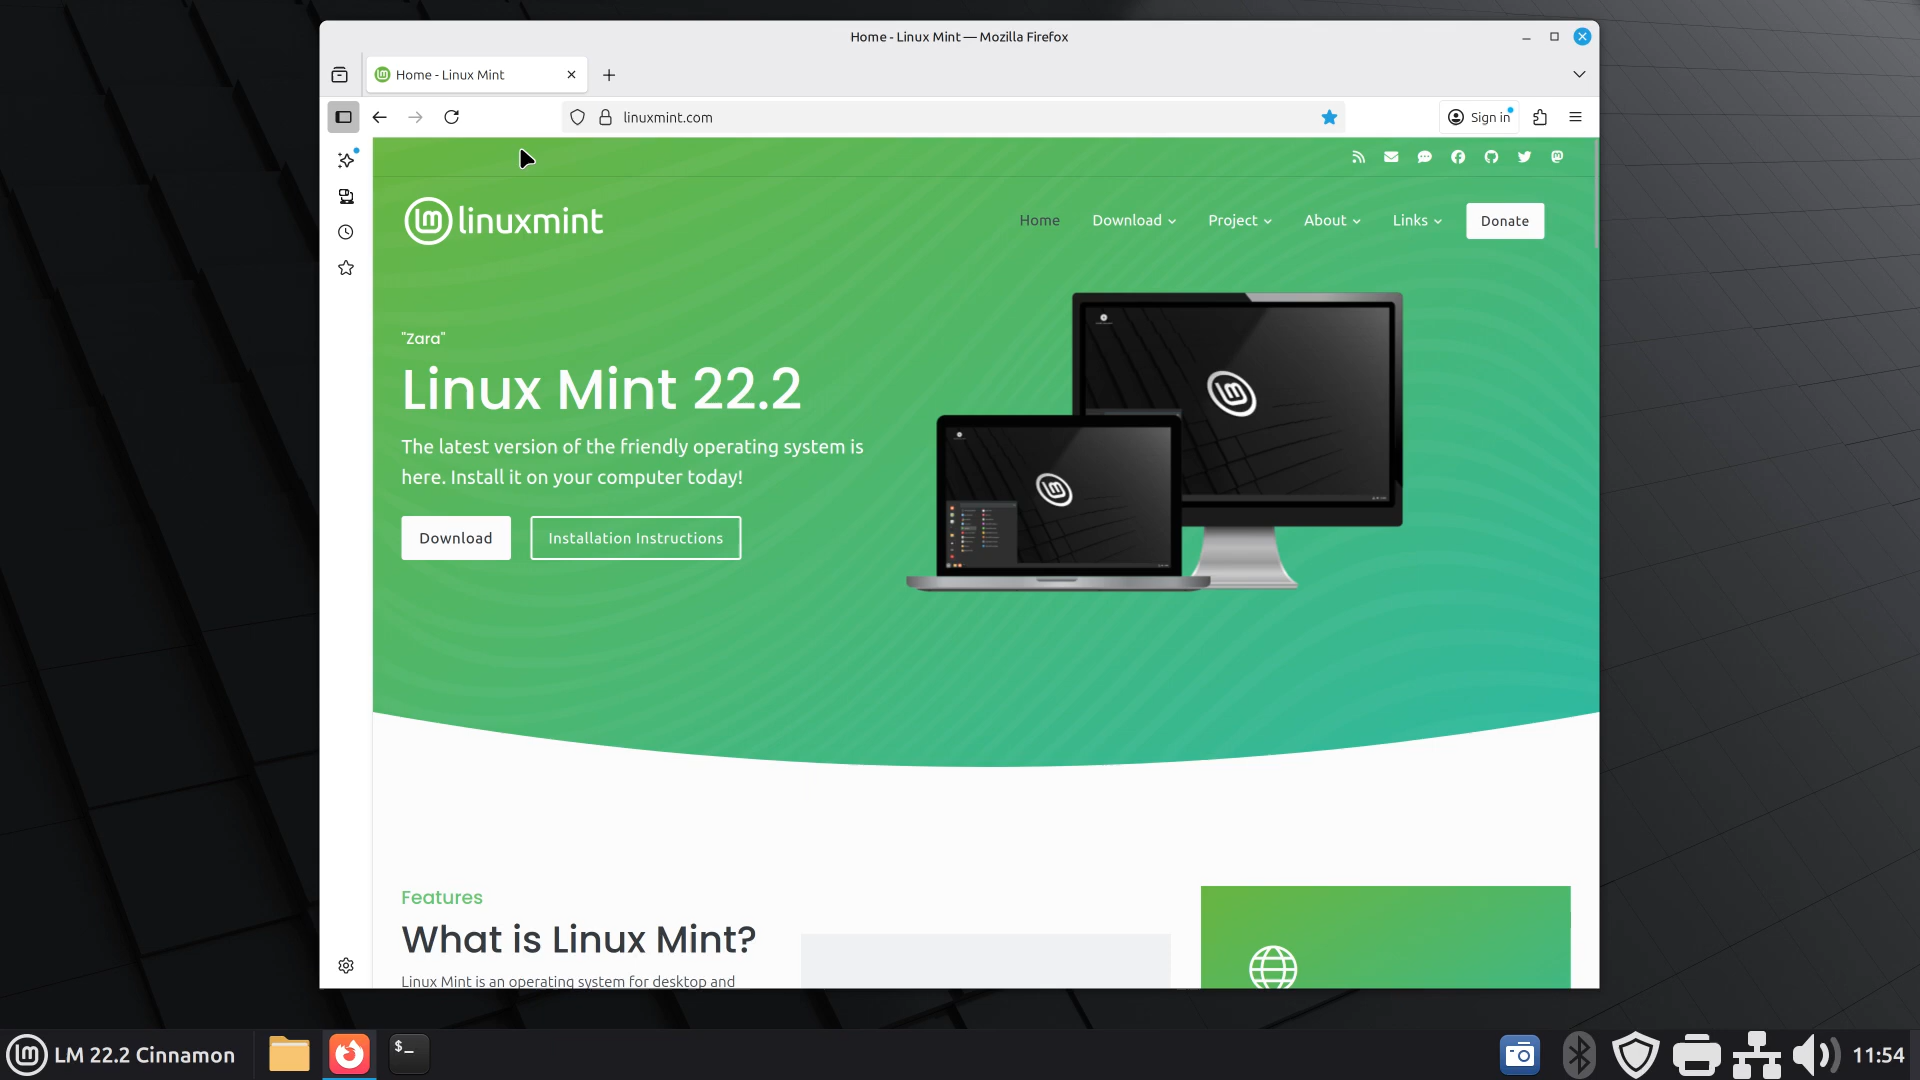 Home - Linux Mint — Mozilla Firefox
Home - Linux Mint
linuxmint.com
Sign in
linuxmint
Home
Download
Project
About
Links
Donate
"Zara"
Linux Mint 22.2
The latest version of the friendly operating system is
here. Install it on your computer today!
Download
Installation Instructions
Features
What is Linux Mint?
Linux Mint is an operating system for desktop and
LM 22.2 Cinnamon
$_
11:54